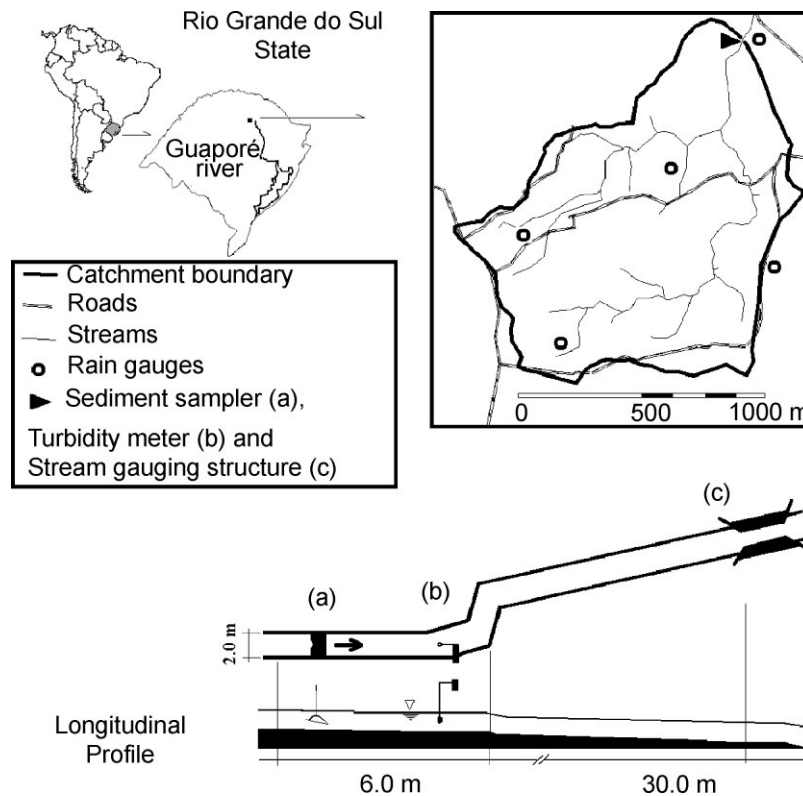 Rio Grande do Sul
State
Guaporé
river
Catchment boundary
Roads
Streams
Rain gauges
Sediment sampler (a),
Turbidity meter (b) and
Stream gauging structure (c)
0 500 1000 m
(c)
(b)
(a)
2.0 m
Longitudinal
Profile
6.0 m 30.0 m